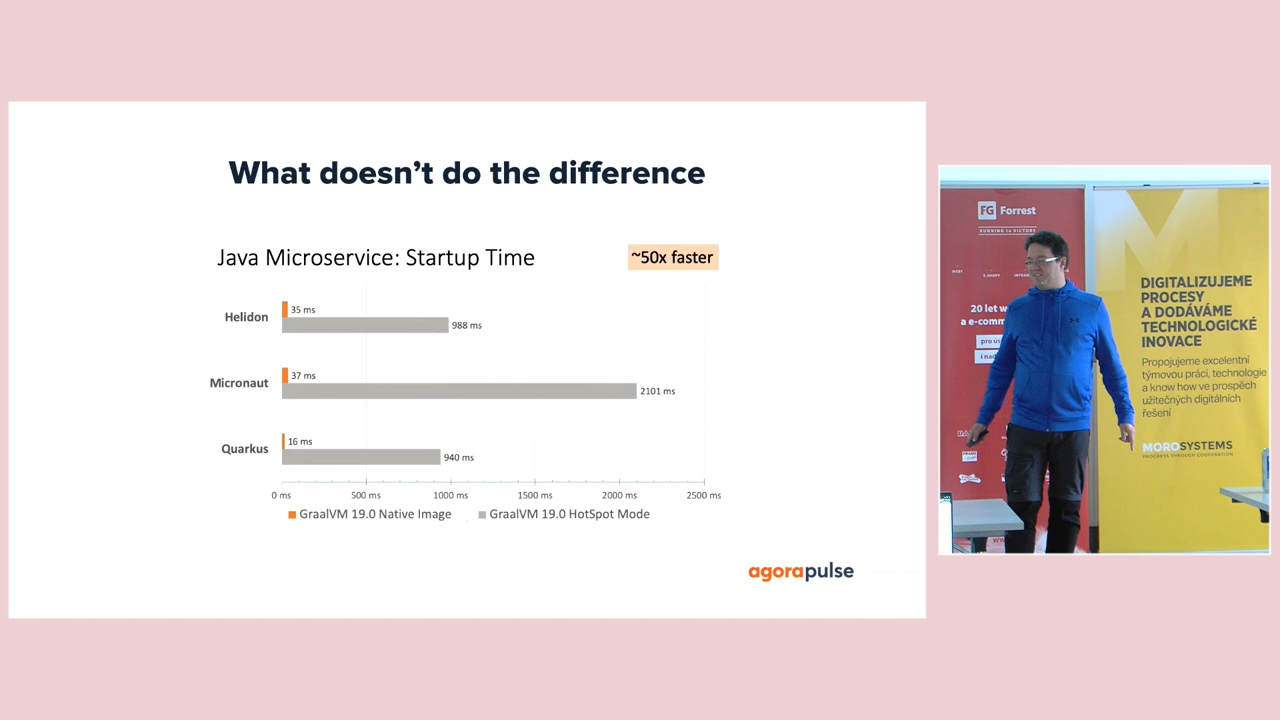 What doesn't do the difference
Java Microservice: Startup Time
~50x faster
Helidon
35 ms
988 ms
Micronaut
37 ms
2101 ms
Quarkus
16 ms
940 ms
0 ms
500 ms
1000 ms
1500 ms
2000 ms
2500 ms
GraalVM 19.0 Native Image
GraalVM 19.0 HotSpot Mode
agorapulse
FG Forrest
RUNNING to VICTORY
20 let
a e-comm
DIGITALIZUJEME
PROCESY
A DODÁVÁME
TECHNOLOGICKÉ
INOVACE
Propojujeme excelentní
týmovou práci, technologie
a know how ve prospěch
užitečných digitálních
řešení
MOROSYSTEMS
PROGRESS THROUGH COOPERATION